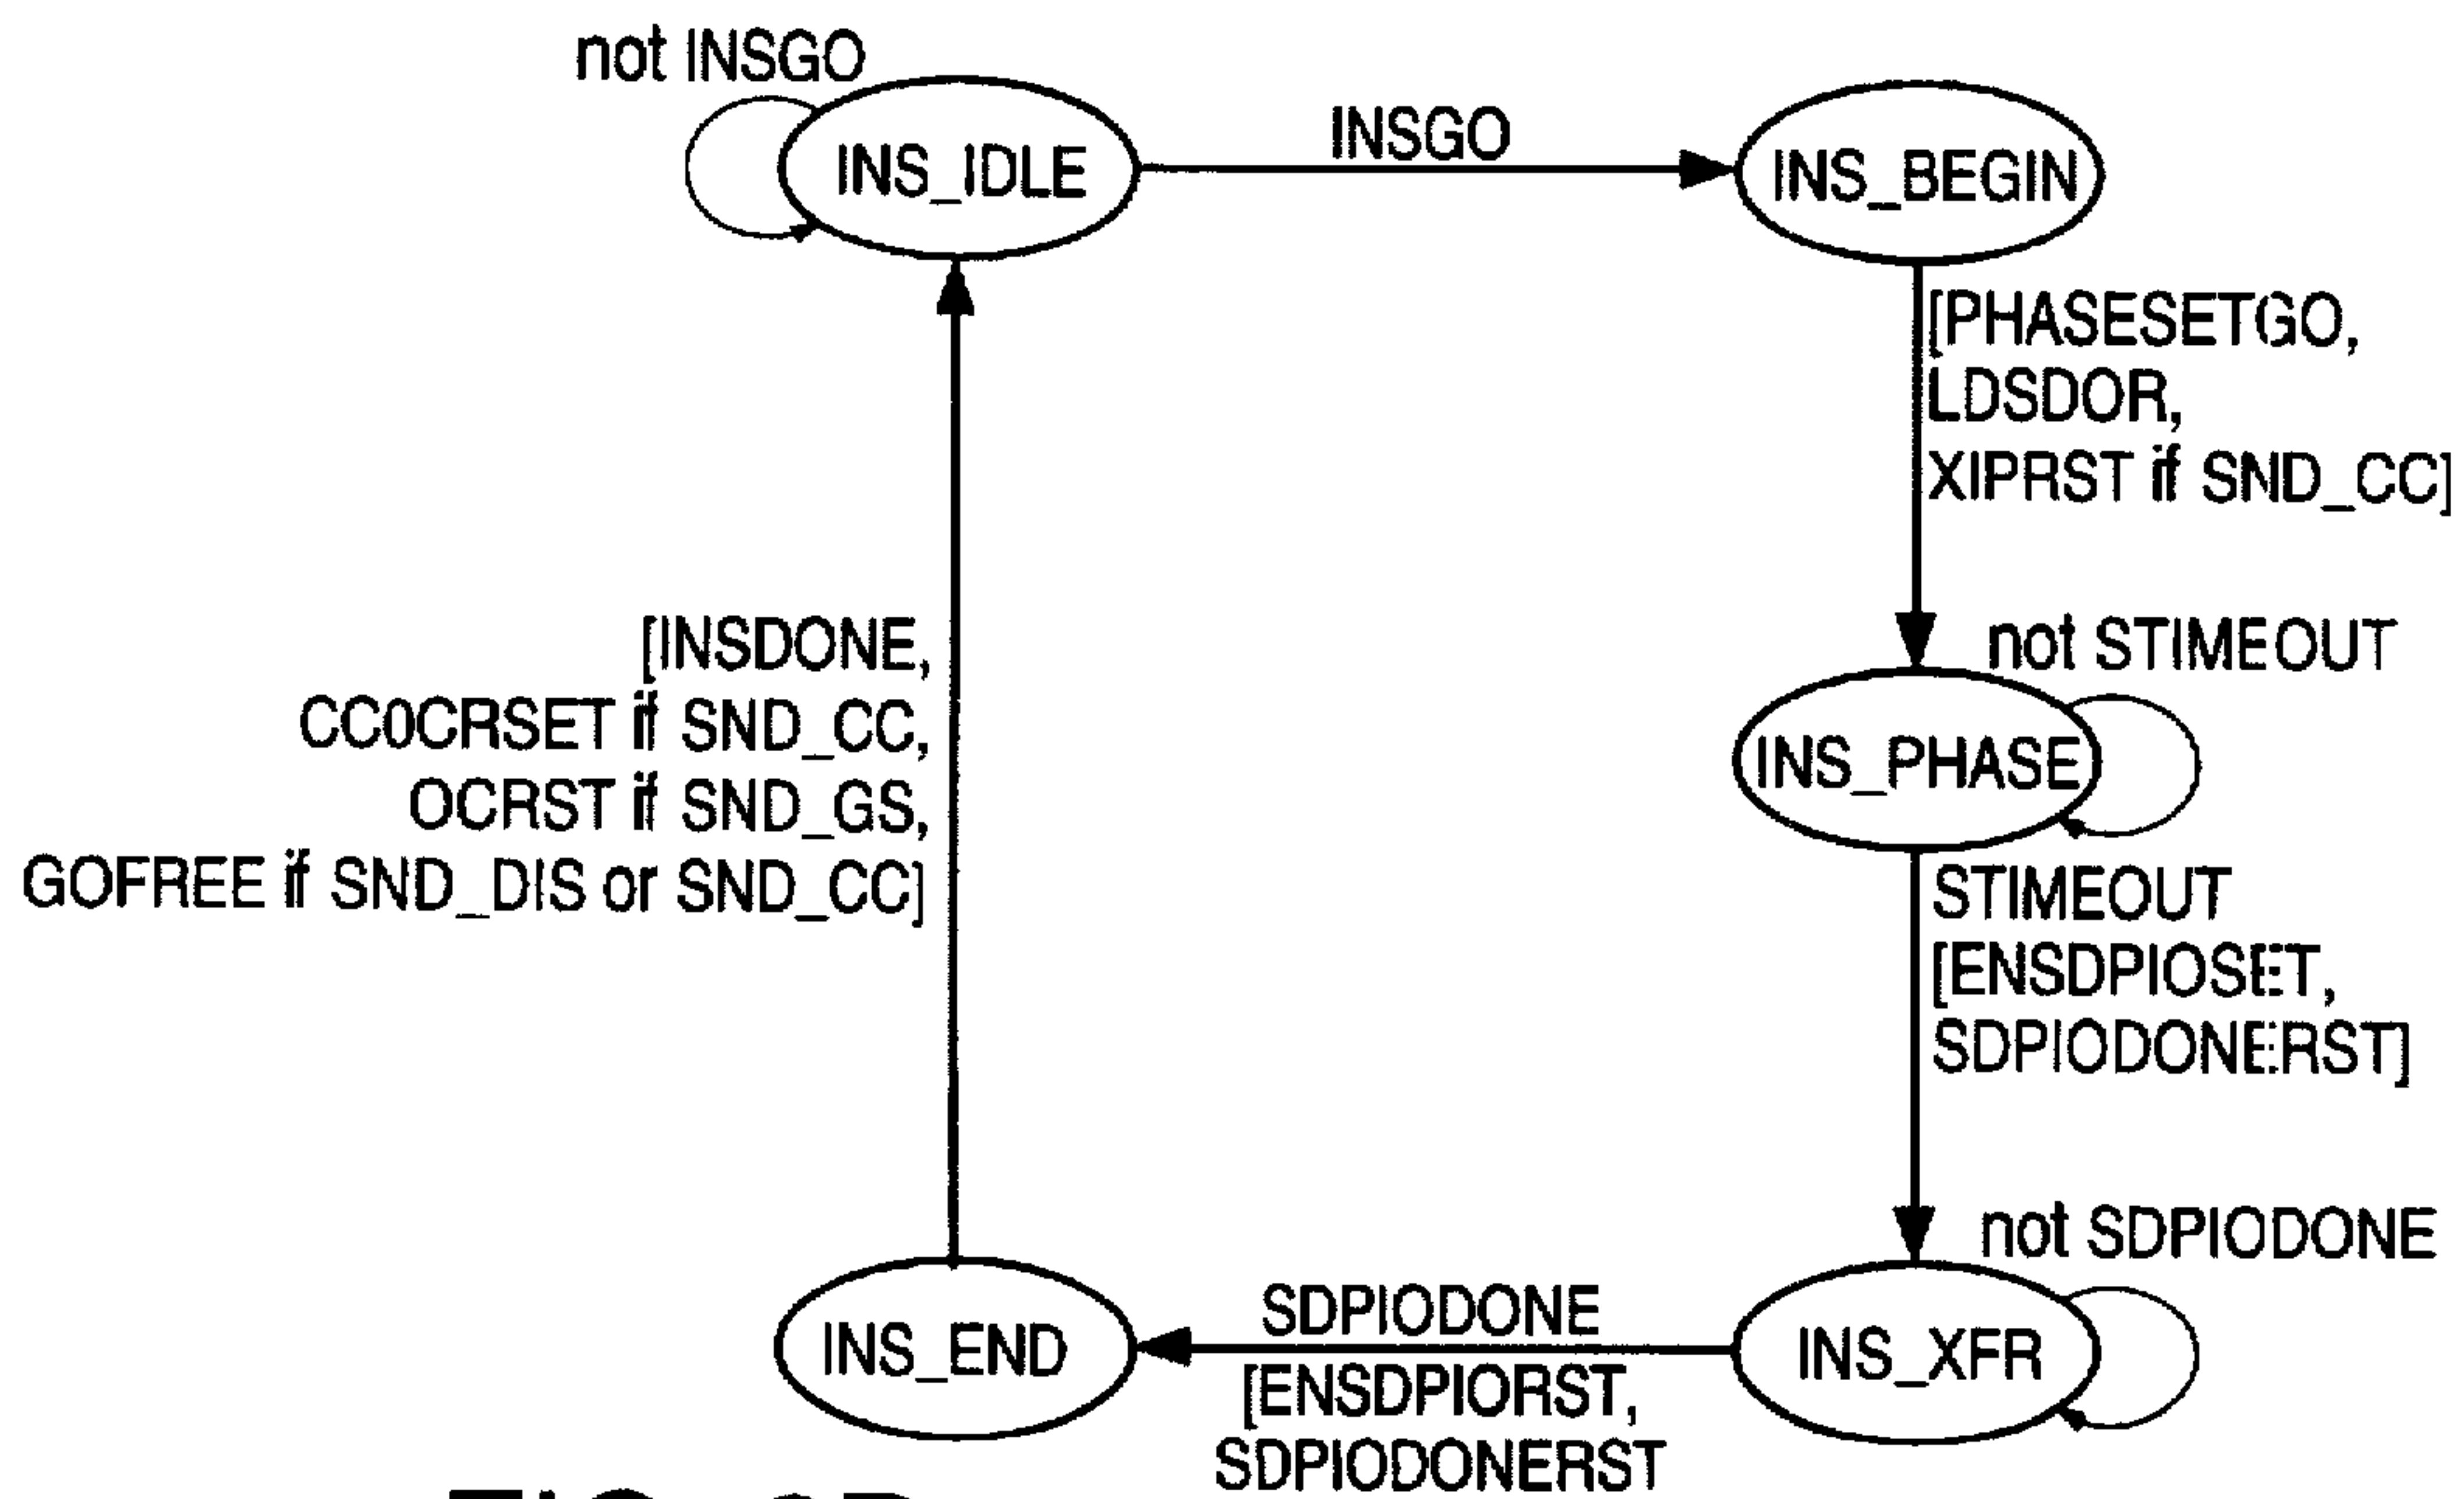 not INSGO
INS_IDLE
INSGO
INS_BEGIN
[PHASESETGO,
LDSDOR,
XIPRST if SND_CC]
not STIMEOUT
INS_PHASE
[INSDONE,
CC0CRSET if SND_CC,
OCRST if SND_GS,
GOFREE if SND_DIS or SND_CC]
STIMEOUT
[ENSDPIOSET,
SDPIODONERST]
not SDPIODONE
INS_XFR
SDPIODONE
[ENSDPIORST,
SDPIODONERST
INS_END